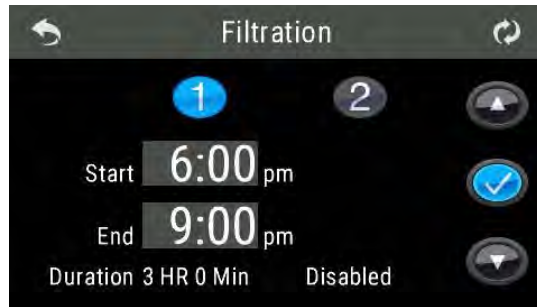 Filtration
1 2
Start 6:00 pm
End 9:00 pm
Duration 3 HR 0 Min Disabled